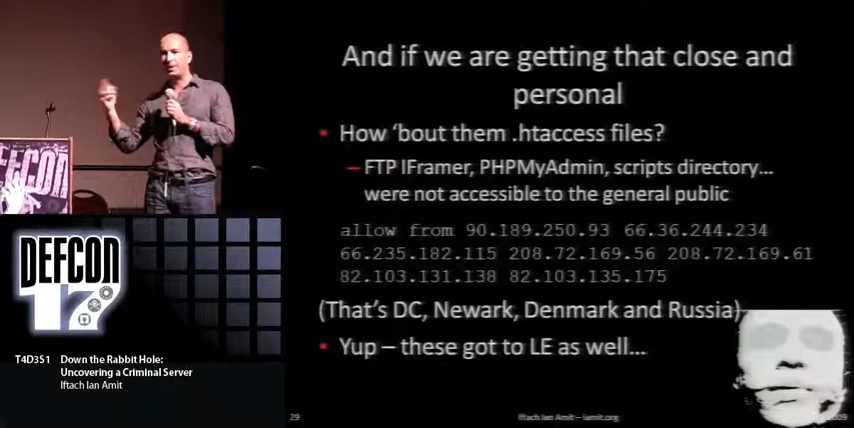 And if we are getting that close and
personal
• How 'bout them .htaccess files?
– FTP IFramer, PHPMyAdmin, scripts directory…
were not accessible to the general public
allow from 90.189.250.93 66.36.244.234
66.235.182.115 208.72.169.56 208.72.169.61
82.103.131.138 82.103.135.175
(That's DC, Newark, Denmark and Russia)
• Yup – these got to LE as well…
29
Iftach Ian Amit – iamit.org
DEFCON
DEFCON
17
T4D3S1 Down the Rabbit Hole:
Uncovering a Criminal Server
Iftach Ian Amit